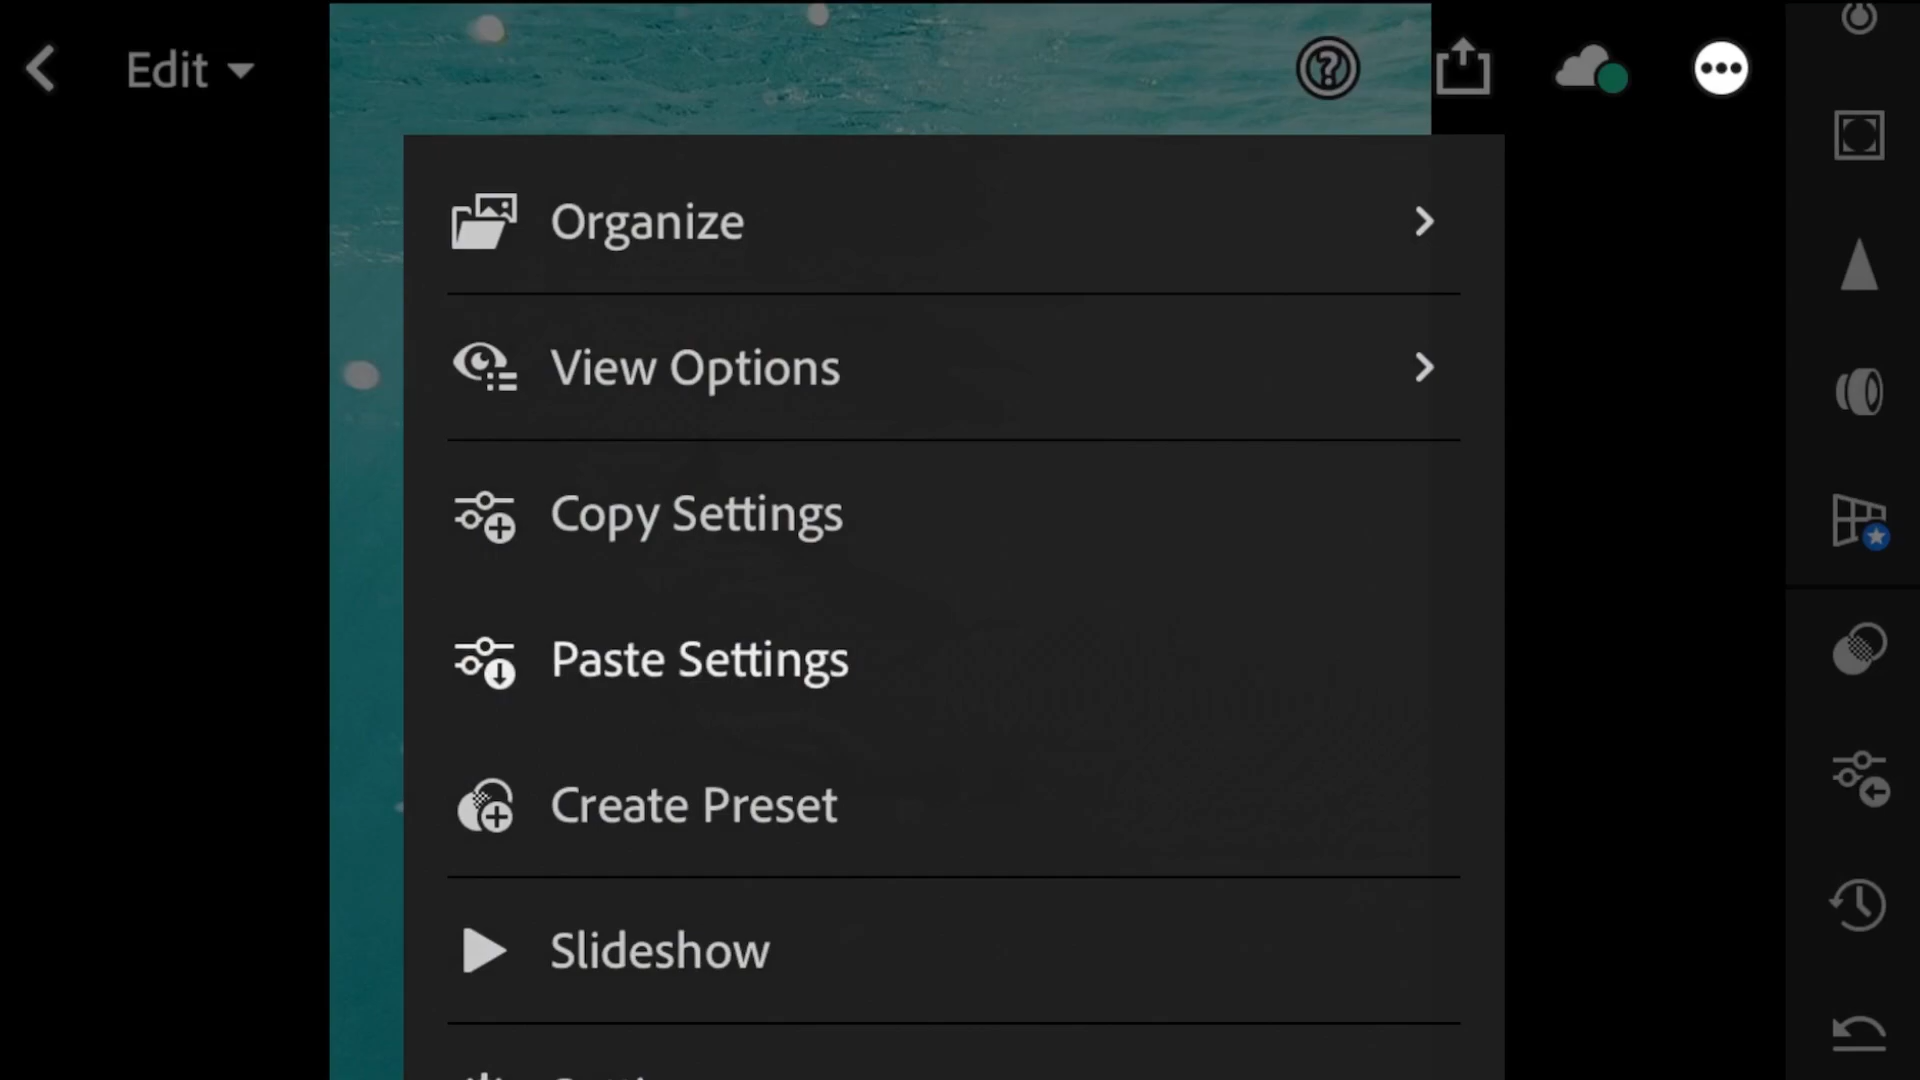 Edit
Organize
View Options
Copy Settings
Paste Settings
Create Preset
Slideshow